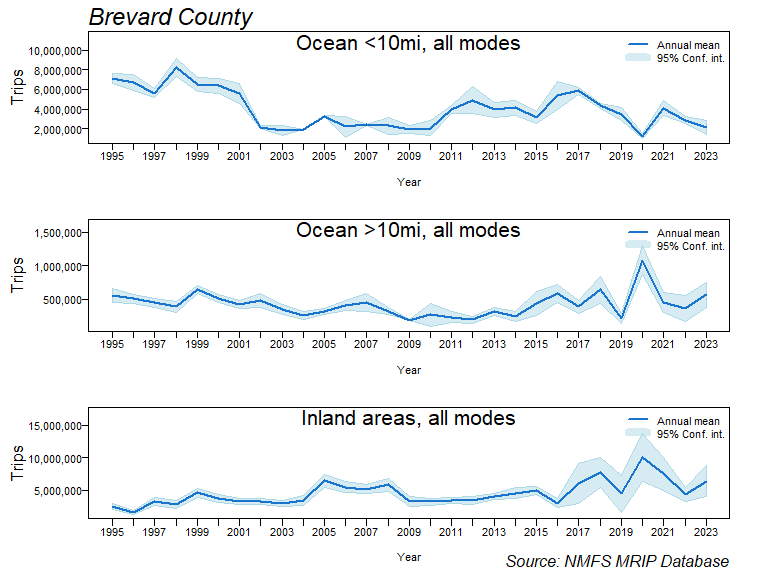 Brevard County
Ocean <10mi, all modes
Annual mean
95% Conf. int.
Trips
10,000,000
8,000,000
6,000,000
4,000,000
2,000,000
1995 1997 1999 2001 2003 2005 2007 2009 2011 2013 2015 2017 2019 2021 2023
Year
Ocean >10mi, all modes
Annual mean
95% Conf. int.
Trips
1,500,000
1,000,000
500,000
1995 1997 1999 2001 2003 2005 2007 2009 2011 2013 2015 2017 2019 2021 2023
Year
Inland areas, all modes
Annual mean
95% Conf. int.
Trips
15,000,000
10,000,000
5,000,000
1995 1997 1999 2001 2003 2005 2007 2009 2011 2013 2015 2017 2019 2021 2023
Year
Source: NMFS MRIP Database